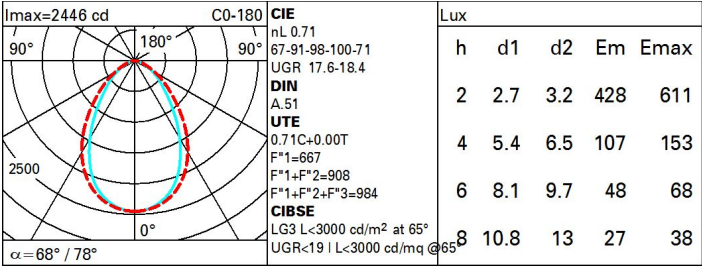 Imax=2446 cd C0-180
90° 180° 90°
2500
0°
α=68° / 78°
CIE
nL 0.71
67-91-98-100-71
UGR 17.6-18.4
DIN
A.51
UTE
0.71C+0.00T
F"1=667
F"1+F"2=908
F"1+F"2+F"3=984
CIBSE
LG3 L<3000 cd/m² at 65°
UGR<19 | L<3000 cd/mq @65°
Lux
h d1 d2 Em Emax
2 2.7 3.2 428 611
4 5.4 6.5 107 153
6 8.1 9.7 48 68
8 10.8 13 27 38